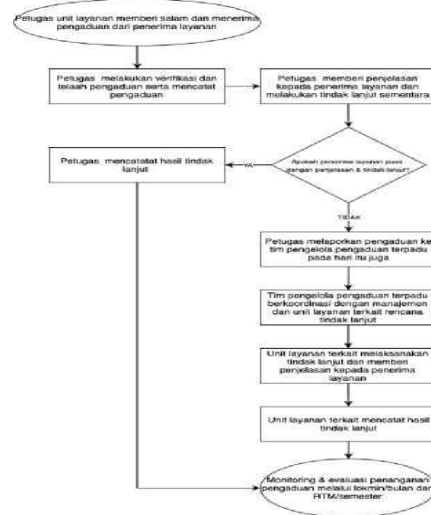 Petugas unit layanan memberi salam dan menerima
pengaduan dari penerima layanan
Petugas melakukan verifikasi dan
telaah pengaduan serta mencatat
pengaduan
Petugas memberi penjelasan
kepada penerima layanan dan
melakukan tindak lanjut sementara
Apakah penerima layanan puas
dengan penjelasan & tindak lanjut?
YA
Petugas mencatatat hasil tindak
lanjut
TIDAK
Petugas melaporkan pengaduan ke
tim pengelola pengaduan terpadu
pada hari itu juga
Tim pengelola pengaduan terpadu
berkoordinasi dengan manajemen
dan unit layanan terkait rencana
tindak lanjut
Unit layanan terkait melaksanakan
tindak lanjut dan memberi
penjelasan kepada penerima
layanan
Unit layanan terkait mencatat hasil
tindak lanjut
Monitoring & evaluasi penanganan
pengaduan melalui lokmin/bulan dan
RTM/semester